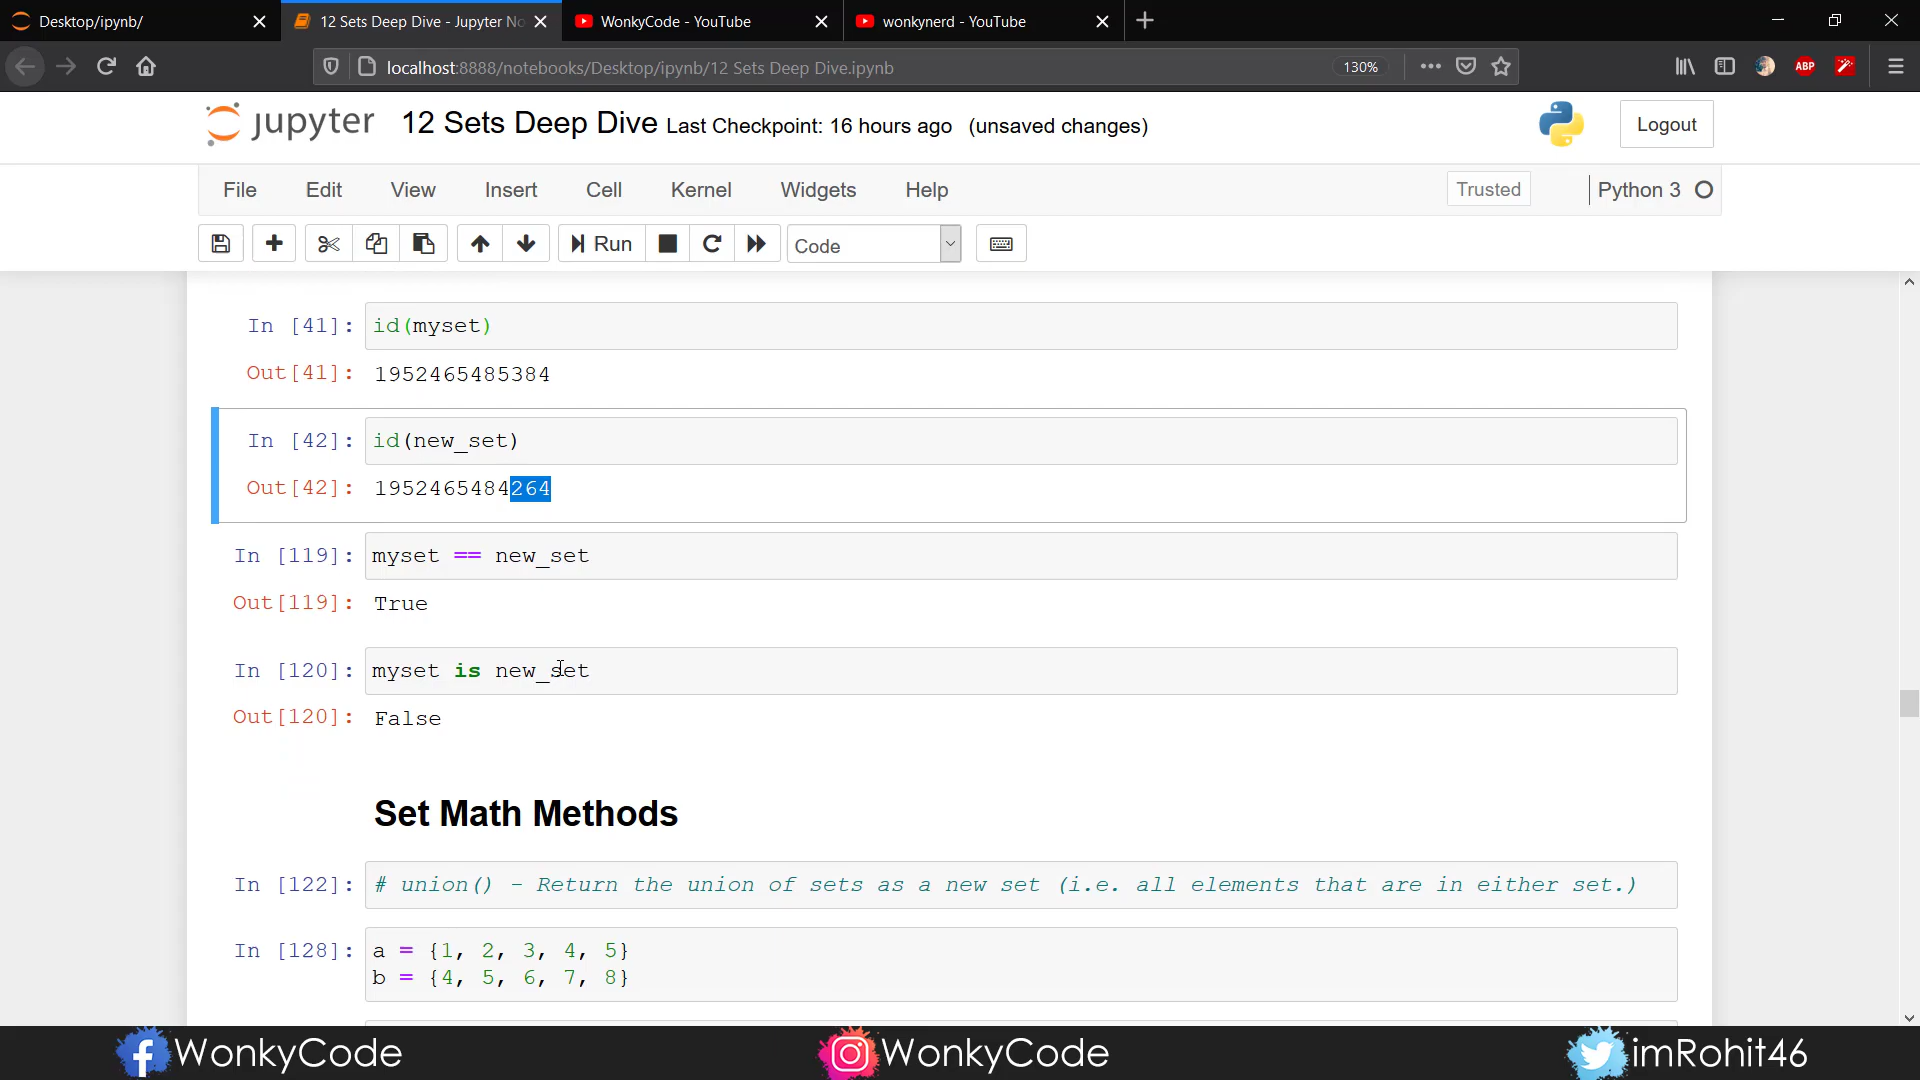 Desktop/ipynb/
12 Sets Deep Dive - Jupyter No
WonkyCode - YouTube
wonkynerd - YouTube
localhost:8888/notebooks/Desktop/ipynb/12 Sets Deep Dive.ipynb
130%
ABP
jupyter 12 Sets Deep Dive Last Checkpoint: 16 hours ago (unsaved changes)
Logout
File Edit View Insert Cell Kernel Widgets Help
Trusted
Python 3
Run
Code
In [41]: id(myset)
Out[41]: 1952465485384
In [42]: id(new_set)
Out[42]: 1952465484264
In [119]: myset == new_set
Out[119]: True
In [120]: myset is new_set
Out[120]: False
Set Math Methods
In [122]: # union() - Return the union of sets as a new set (i.e. all elements that are in either set.)
In [128]: a = {1, 2, 3, 4, 5}
b = {4, 5, 6, 7, 8}
WonkyCode
WonkyCode
imRohit46